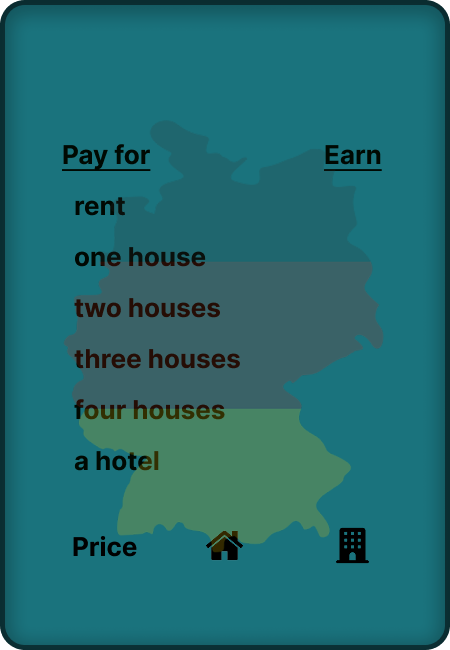 Pay for Earn
rent
one house
two houses
three houses
four houses
a hotel
Price